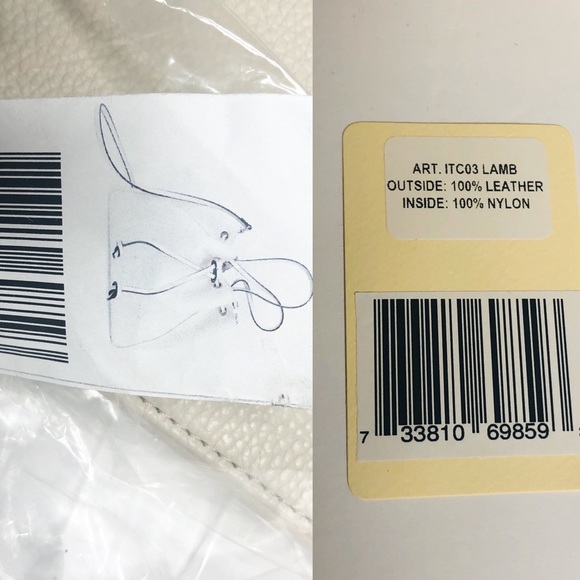 ART. ITC03 LAMB
OUTSIDE: 100% LEATHER
INSIDE: 100% NYLON
7 33810 69859